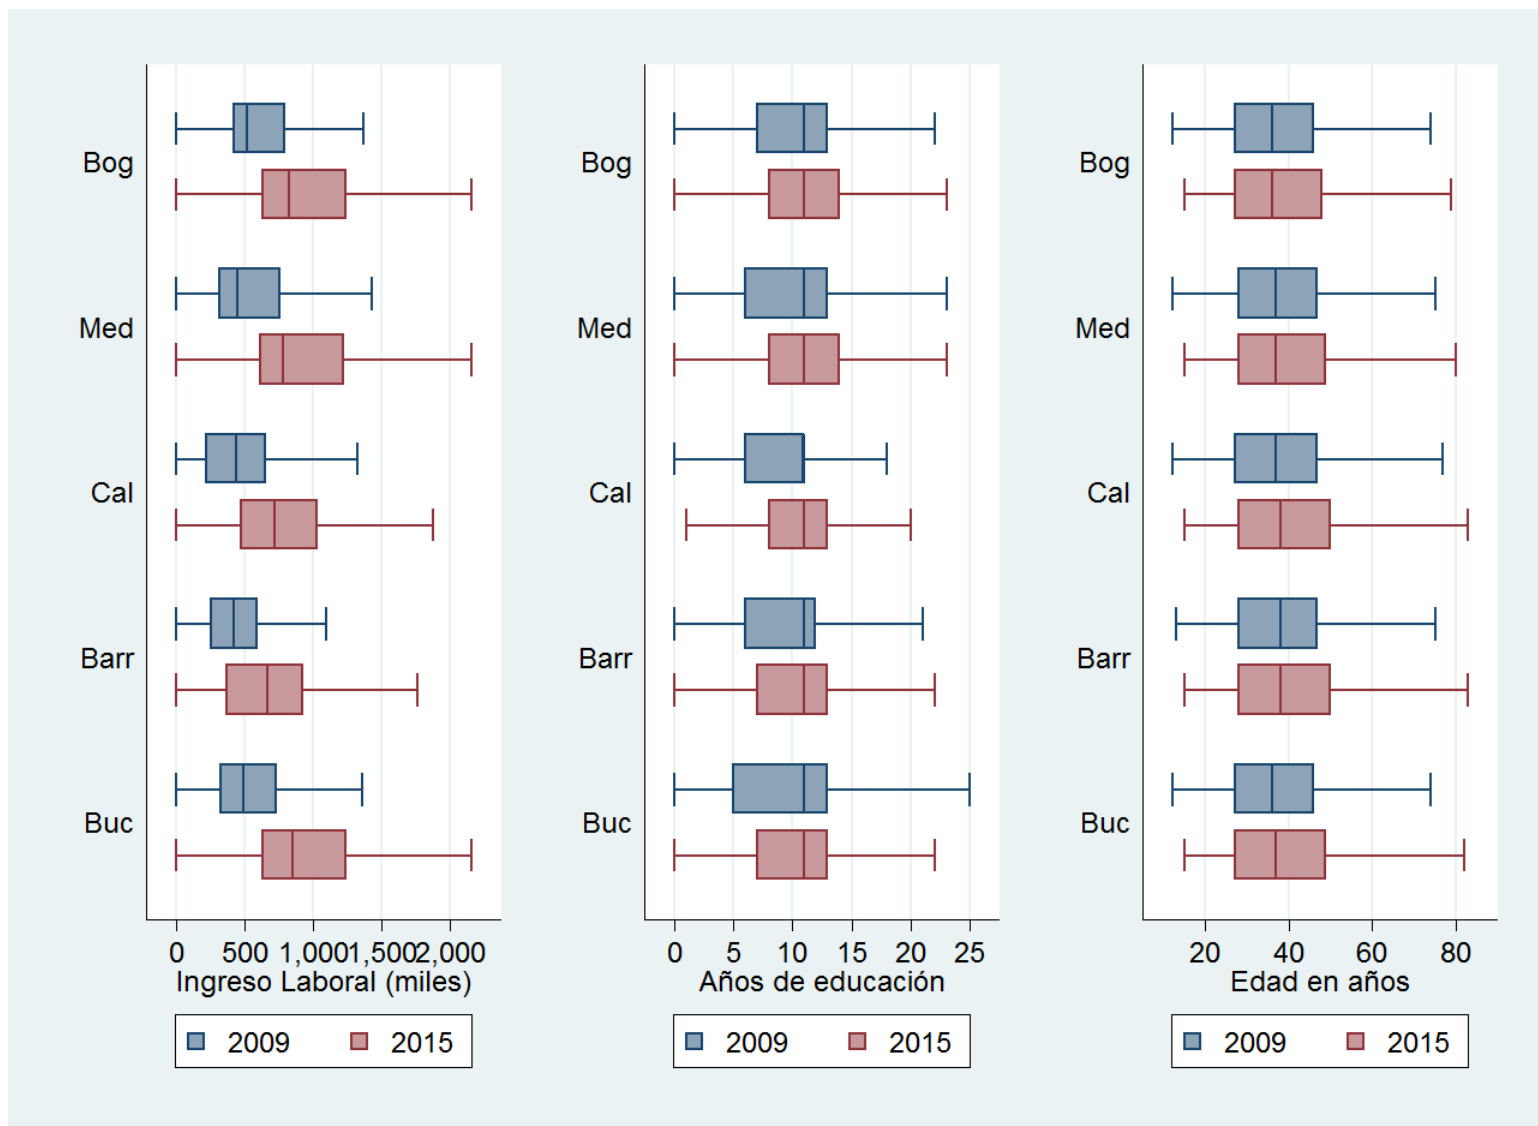 Bog
Med
Cal
Barr
Buc
0 500 1,000 1,500 2,000
Ingreso Laboral (miles)
2009 2015
Bog
Med
Cal
Barr
Buc
0 5 10 15 20 25
Años de educación
2009 2015
Bog
Med
Cal
Barr
Buc
20 40 60 80
Edad en años
2009 2015